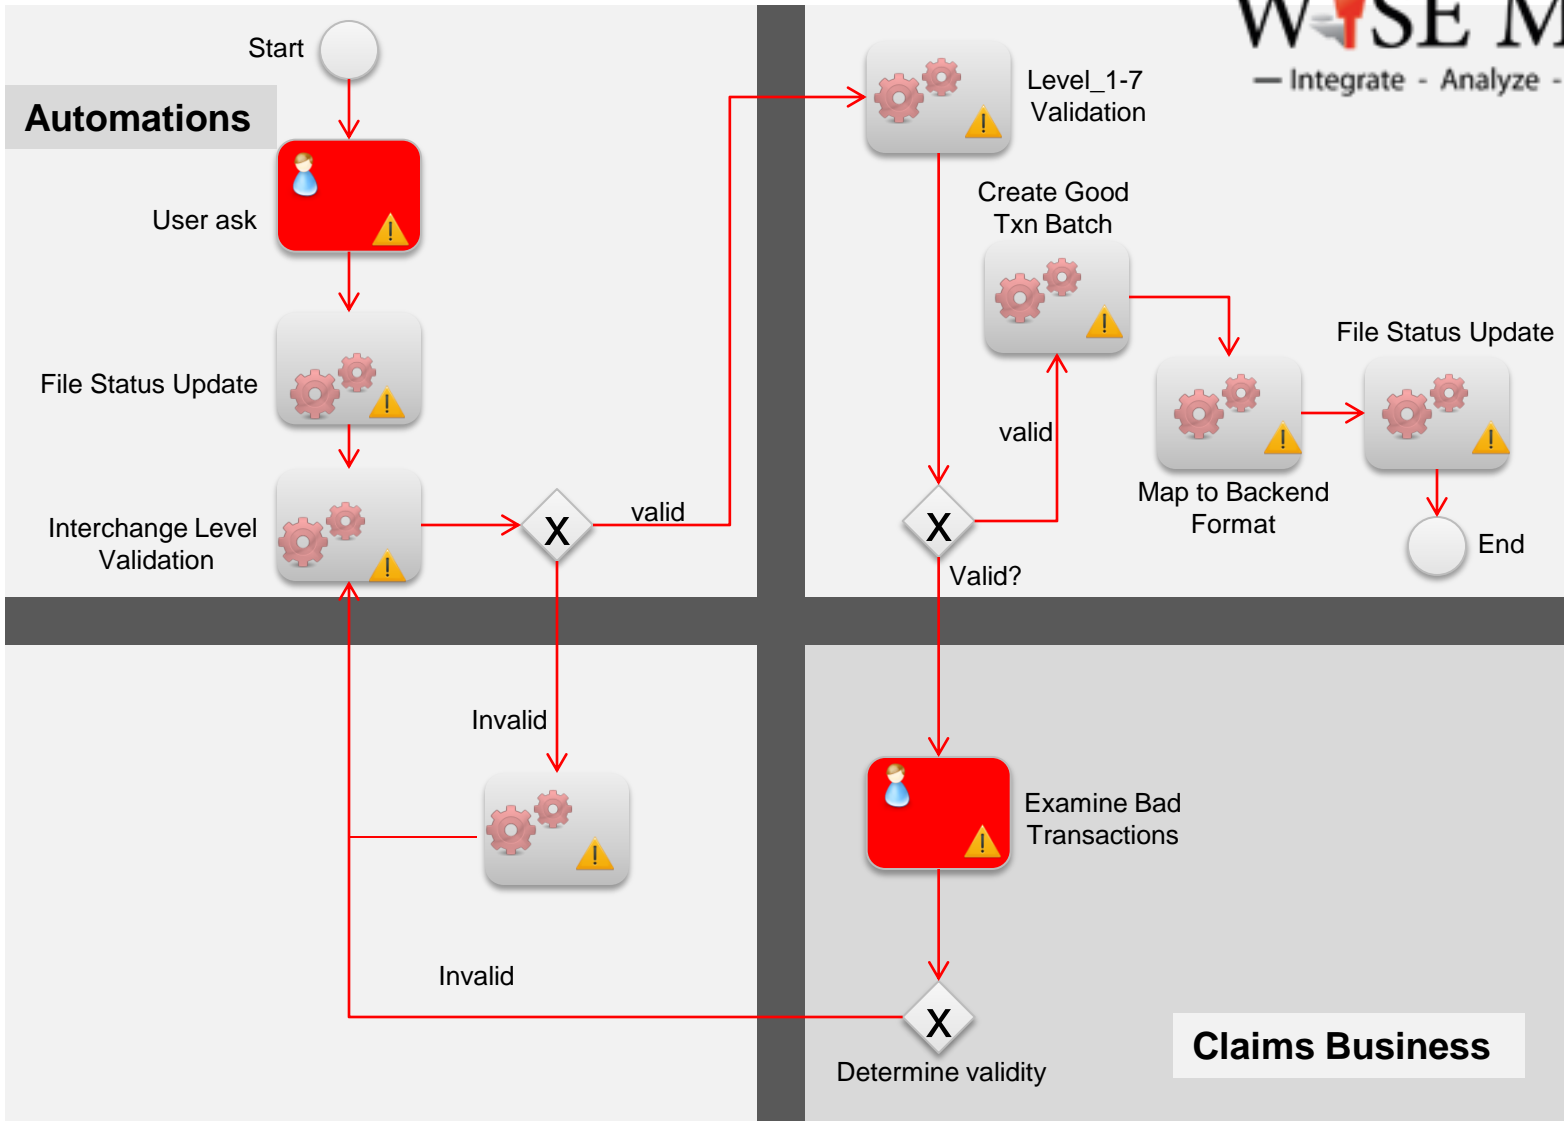 Start
Automations
User ask
File Status Update
Interchange Level
Validation
X
valid
Invalid
Invalid
W SE M
— Integrate - Analyze -
Level_1-7
Validation
Create Good
Txn Batch
valid
File Status Update
Map to Backend
Format
End
X
Valid?
Examine Bad
Transactions
X
Determine validity
Claims Business